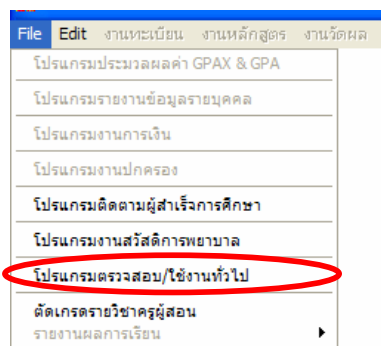 File Edit งานทะเบียน งานหลักสูตร งานวัดผล
โปรแกรมประมวลผลค่า GPAX & GPA
โปรแกรมรายงานข้อมูลรายบุคคล
โปรแกรมงานการเงิน
โปรแกรมงานปกครอง
โปรแกรมติดตามผู้สำเร็จการศึกษา
โปรแกรมงานสวัสดิการพยาบาล
โปรแกรมตรวจสอบ/ใช้งานทั่วไป
ตัดเกรดรายวิชาครูผู้สอน
รายงานผลการเรียน